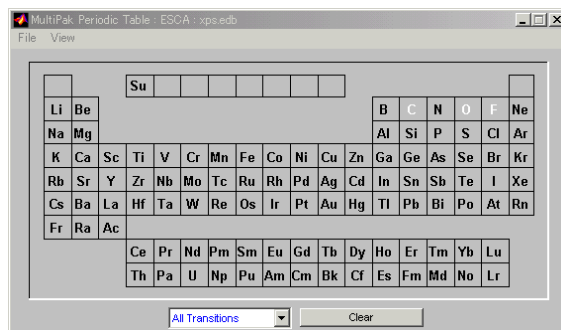 MultiPak Periodic Table : ESCA : xps.edb
File View
Su
Li Be B C N O F Ne
Na Mg Al Si P S Cl Ar
K Ca Sc Ti V Cr Mn Fe Co Ni Cu Zn Ga Ge As Se Br Kr
Rb Sr Y Zr Nb Mo Tc Ru Rh Pd Ag Cd In Sn Sb Te I Xe
Cs Ba La Hf Ta W Re Os Ir Pt Au Hg Tl Pb Bi Po At Rn
Fr Ra Ac
Ce Pr Nd Pm Sm Eu Gd Tb Dy Ho Er Tm Yb Lu
Th Pa U Np Pu Am Cm Bk Cf Es Fm Md No Lr
All Transitions Clear